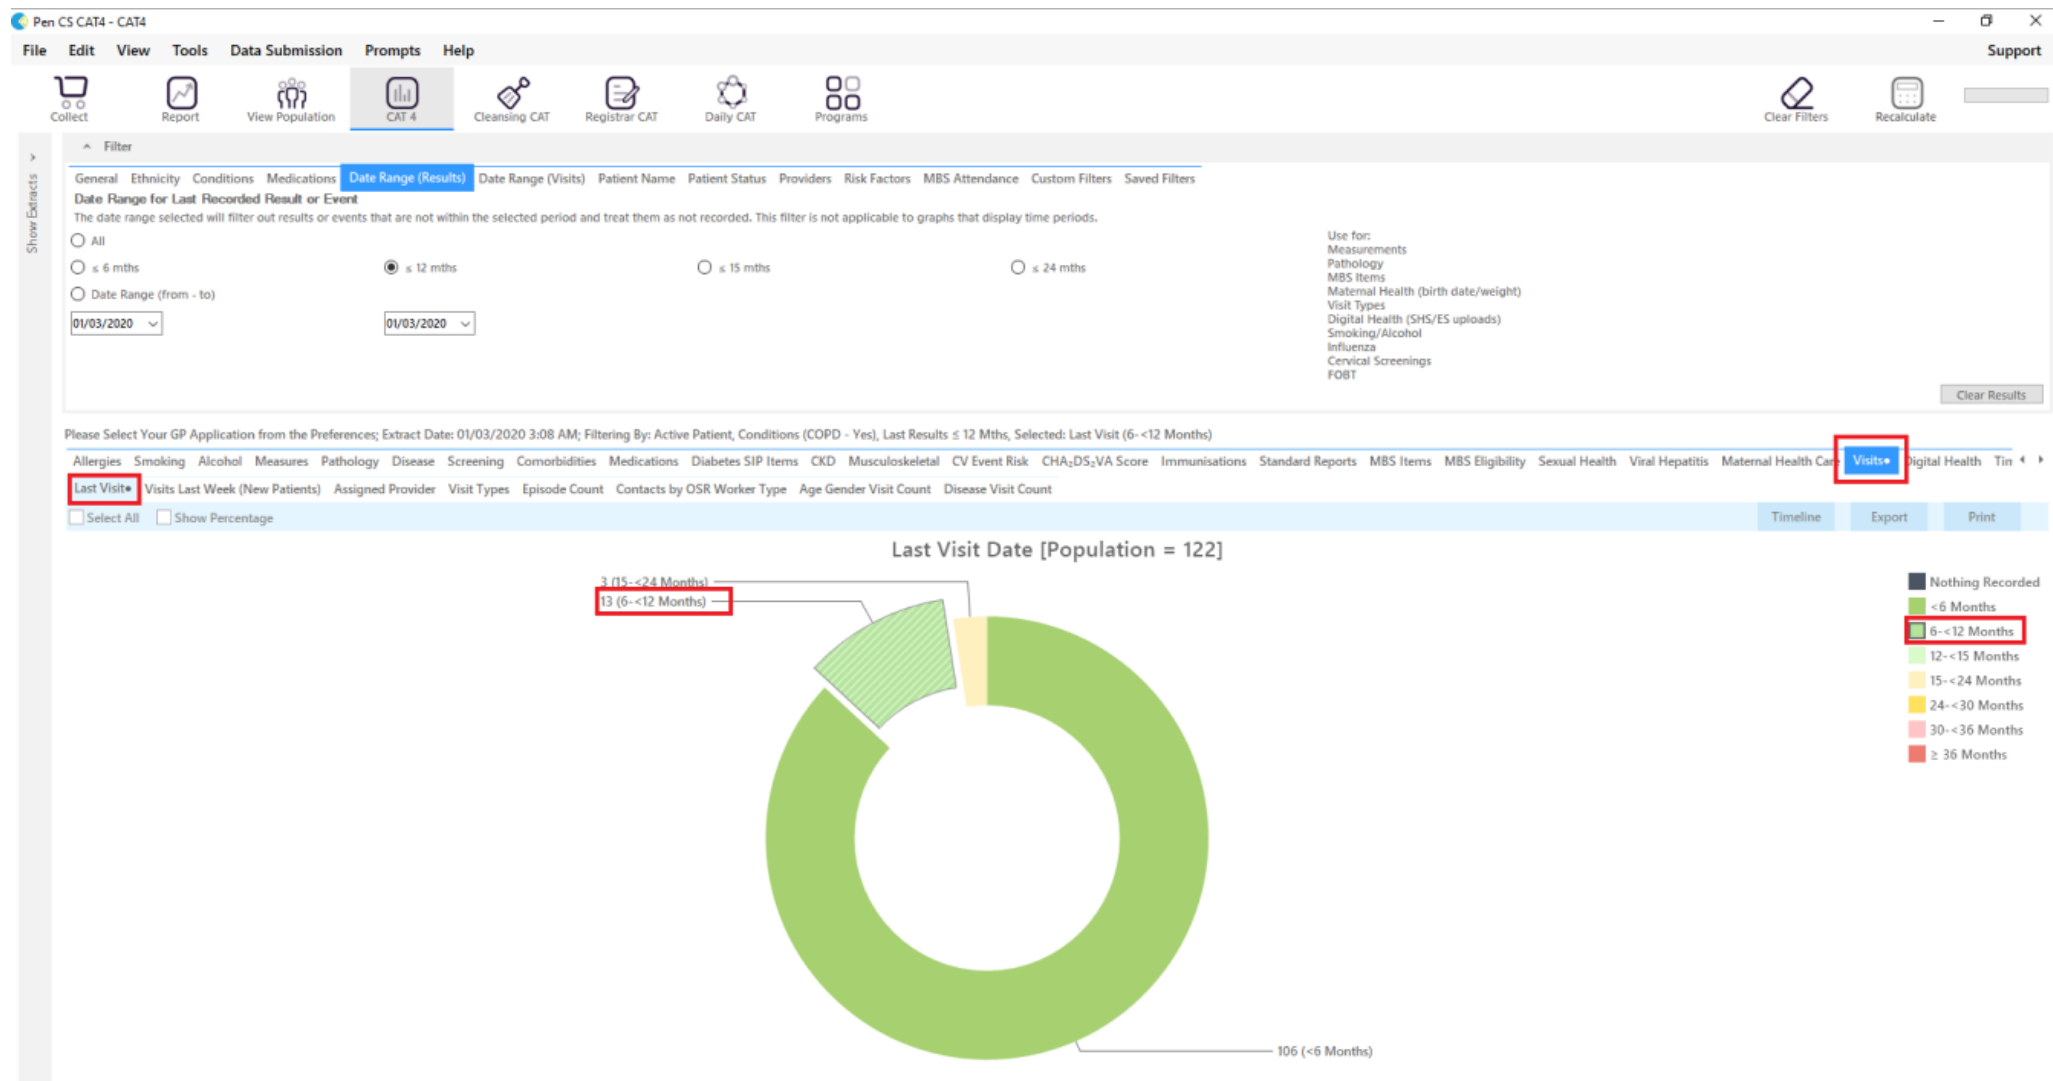 Pen CS CAT4 - CAT4
File Edit View Tools Data Submission Prompts Help Support
Collect Report View Population CAT 4 Cleansing CAT Registrar CAT Daily CAT Programs Clear Filters Recalculate
Show Extracts
Filter
General Ethnicity Conditions Medications Date Range (Results) Date Range (Visits) Patient Name Patient Status Providers Risk Factors MBS Attendance Custom Filters Saved Filters
Date Range for Last Recorded Result or Event
The date range selected will filter out results or events that are not within the selected period and treat them as not recorded. This filter is not applicable to graphs that display time periods.
All
≤ 6 mths ≤ 12 mths ≤ 15 mths ≤ 24 mths
Date Range (from - to)
01/03/2020 01/03/2020
Use for:
Measurements
Pathology
MBS Items
Maternal Health (birth date/weight)
Visit Types
Digital Health (SHS/ES uploads)
Smoking/Alcohol
Influenza
Cervical Screenings
FOBT
Clear Results
Please Select Your GP Application from the Preferences; Extract Date: 01/03/2020 3:08 AM; Filtering By: Active Patient, Conditions (COPD - Yes), Last Results ≤ 12 Mths, Selected: Last Visit (6-<12 Months)
Allergies Smoking Alcohol Measures Pathology Disease Screening Comorbidities Medications Diabetes SIP Items CKD Musculoskeletal CV Event Risk CHA₂DS₂VA Score Immunisations Standard Reports MBS Items MBS Eligibility Sexual Health Viral Hepatitis Maternal Health Care Visits• Digital Health Tin
Last Visit• Visits Last Week (New Patients) Assigned Provider Visit Types Episode Count Contacts by OSR Worker Type Age Gender Visit Count Disease Visit Count
Select All Show Percentage Timeline Export Print
Last Visit Date [Population = 122]
3 (15-<24 Months)
13 (6-<12 Months)
106 (<6 Months)
Nothing Recorded
<6 Months
6-<12 Months
12-<15 Months
15-<24 Months
24-<30 Months
30-<36 Months
≥ 36 Months